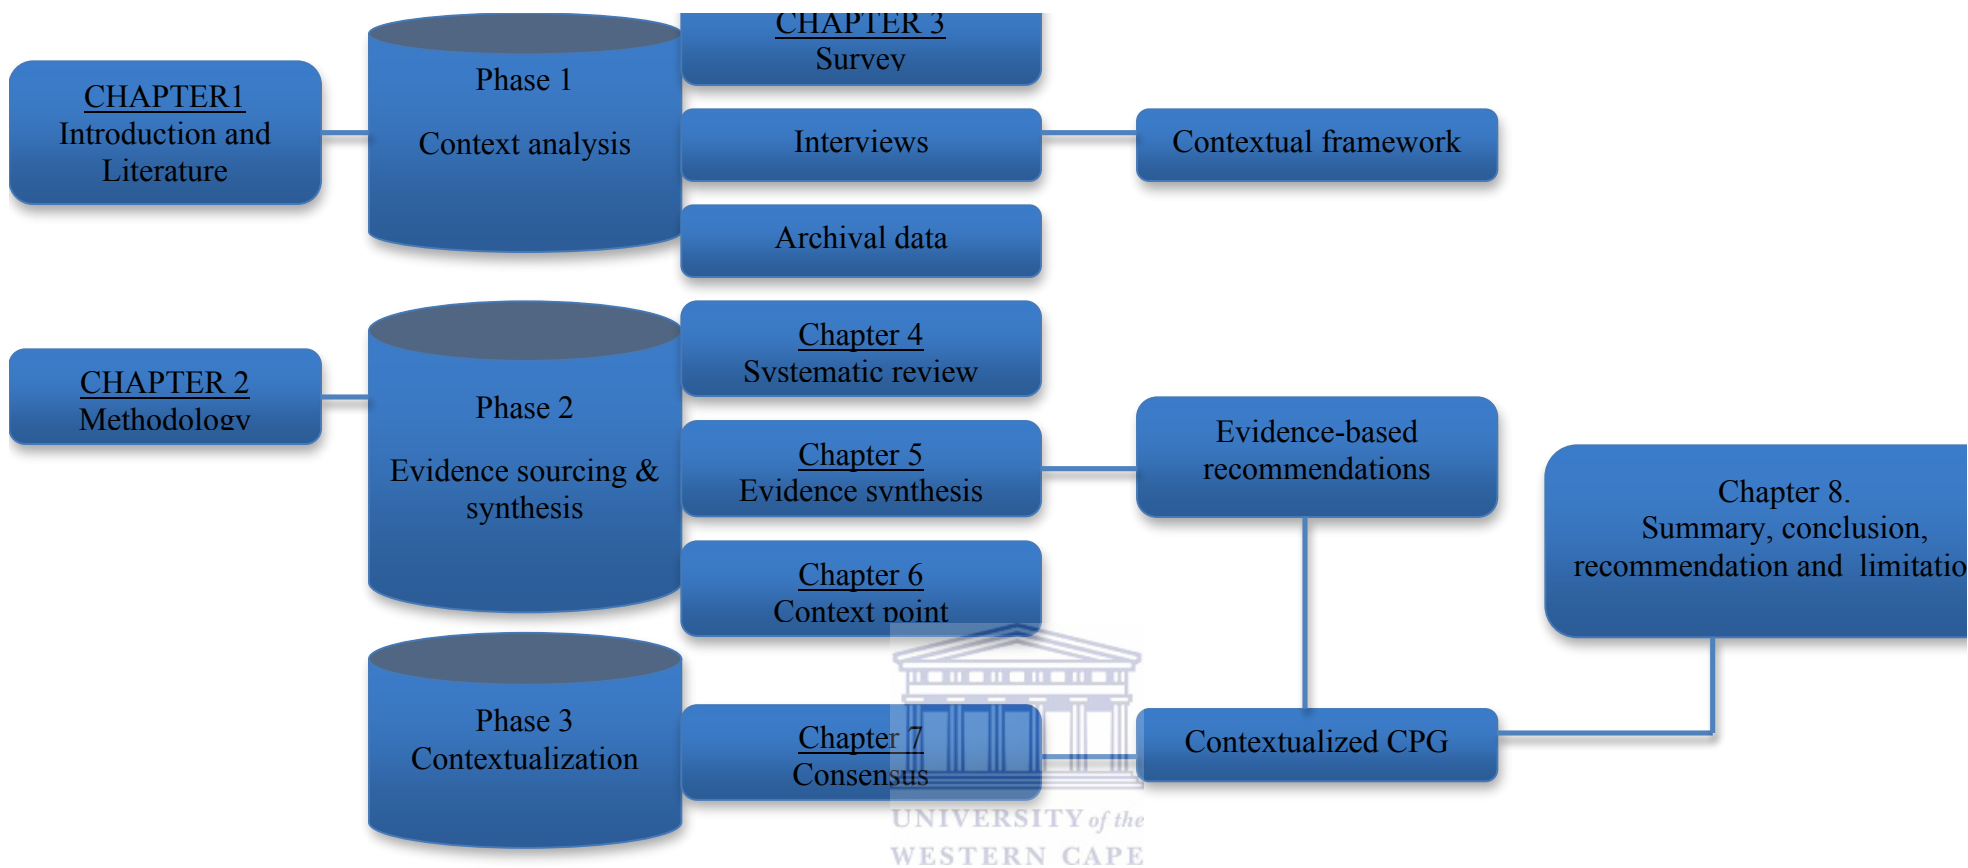 CHAPTER1
Introduction and
Literature
Phase 1
Context analysis
CHAPTER 3
Survey
Interviews
Archival data
Contextual framework
CHAPTER 2
Methodology
Phase 2
Evidence sourcing &
synthesis
Chapter 4
Systematic review
Chapter 5
Evidence synthesis
Chapter 6
Context point
Evidence-based
recommendations
Chapter 8.
Summary, conclusion,
recommendation and limitatio
Phase 3
Contextualization
Chapter 7
Consensus
Contextualized CPG
UNIVERSITY of the
WESTERN CAPE